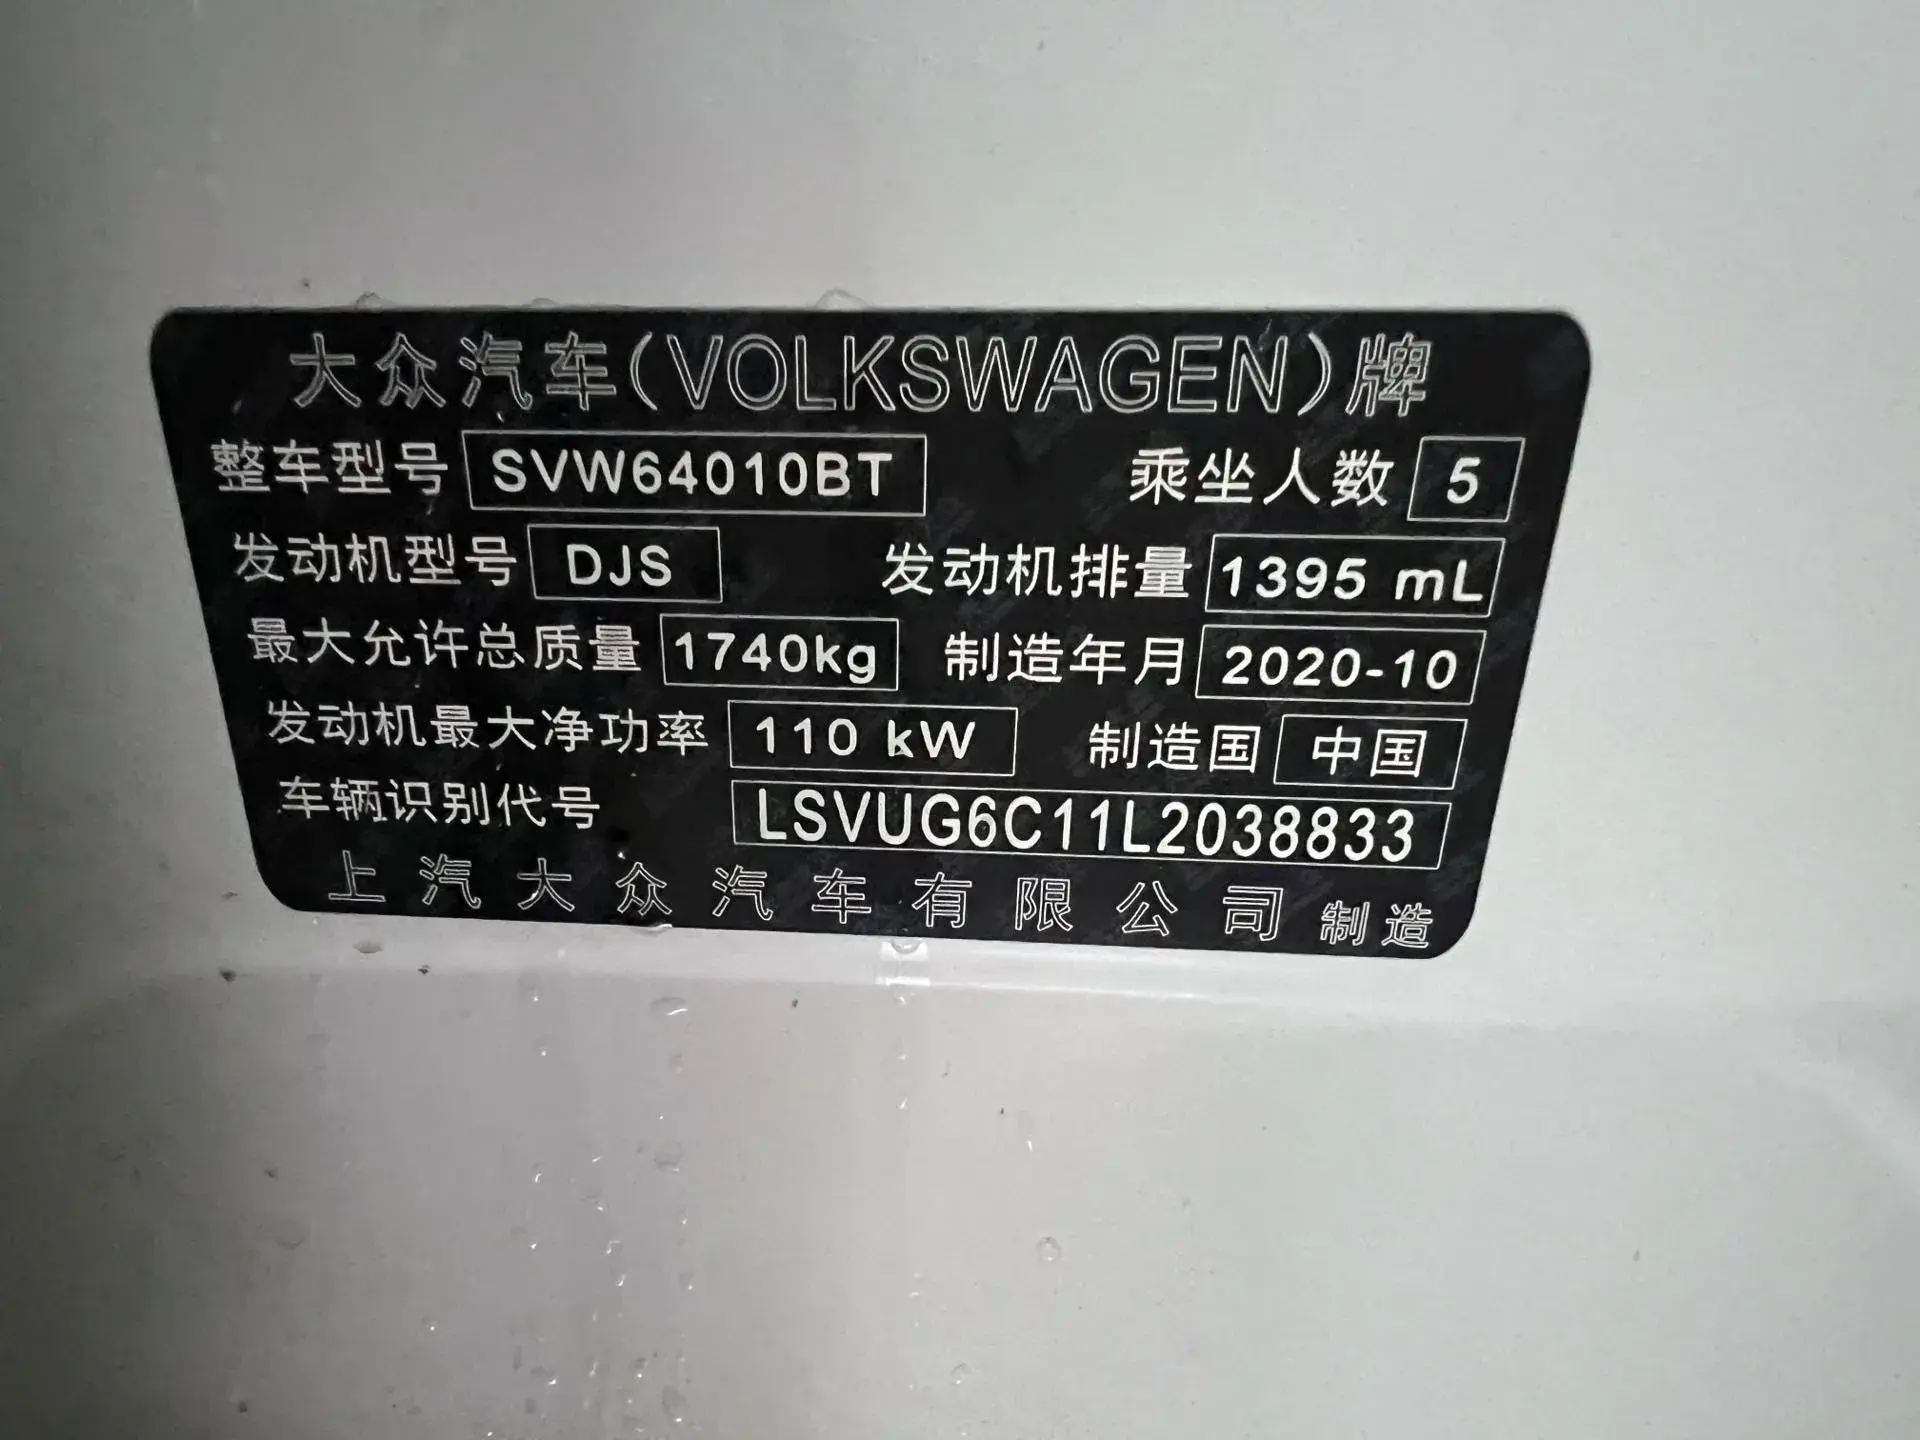 大众汽车(VOLKSWAGEN)牌
整车型号 SVW64010BT 乘坐人数 5
发动机型号 DJS 发动机排量 1395 mL
最大允许总质量 1740kg 制造年月 2020-10
发动机最大净功率 110 kW 制造国 中国
车辆识别代号 LSVUG6C11L2038833
上汽大众汽车有限公司 制造